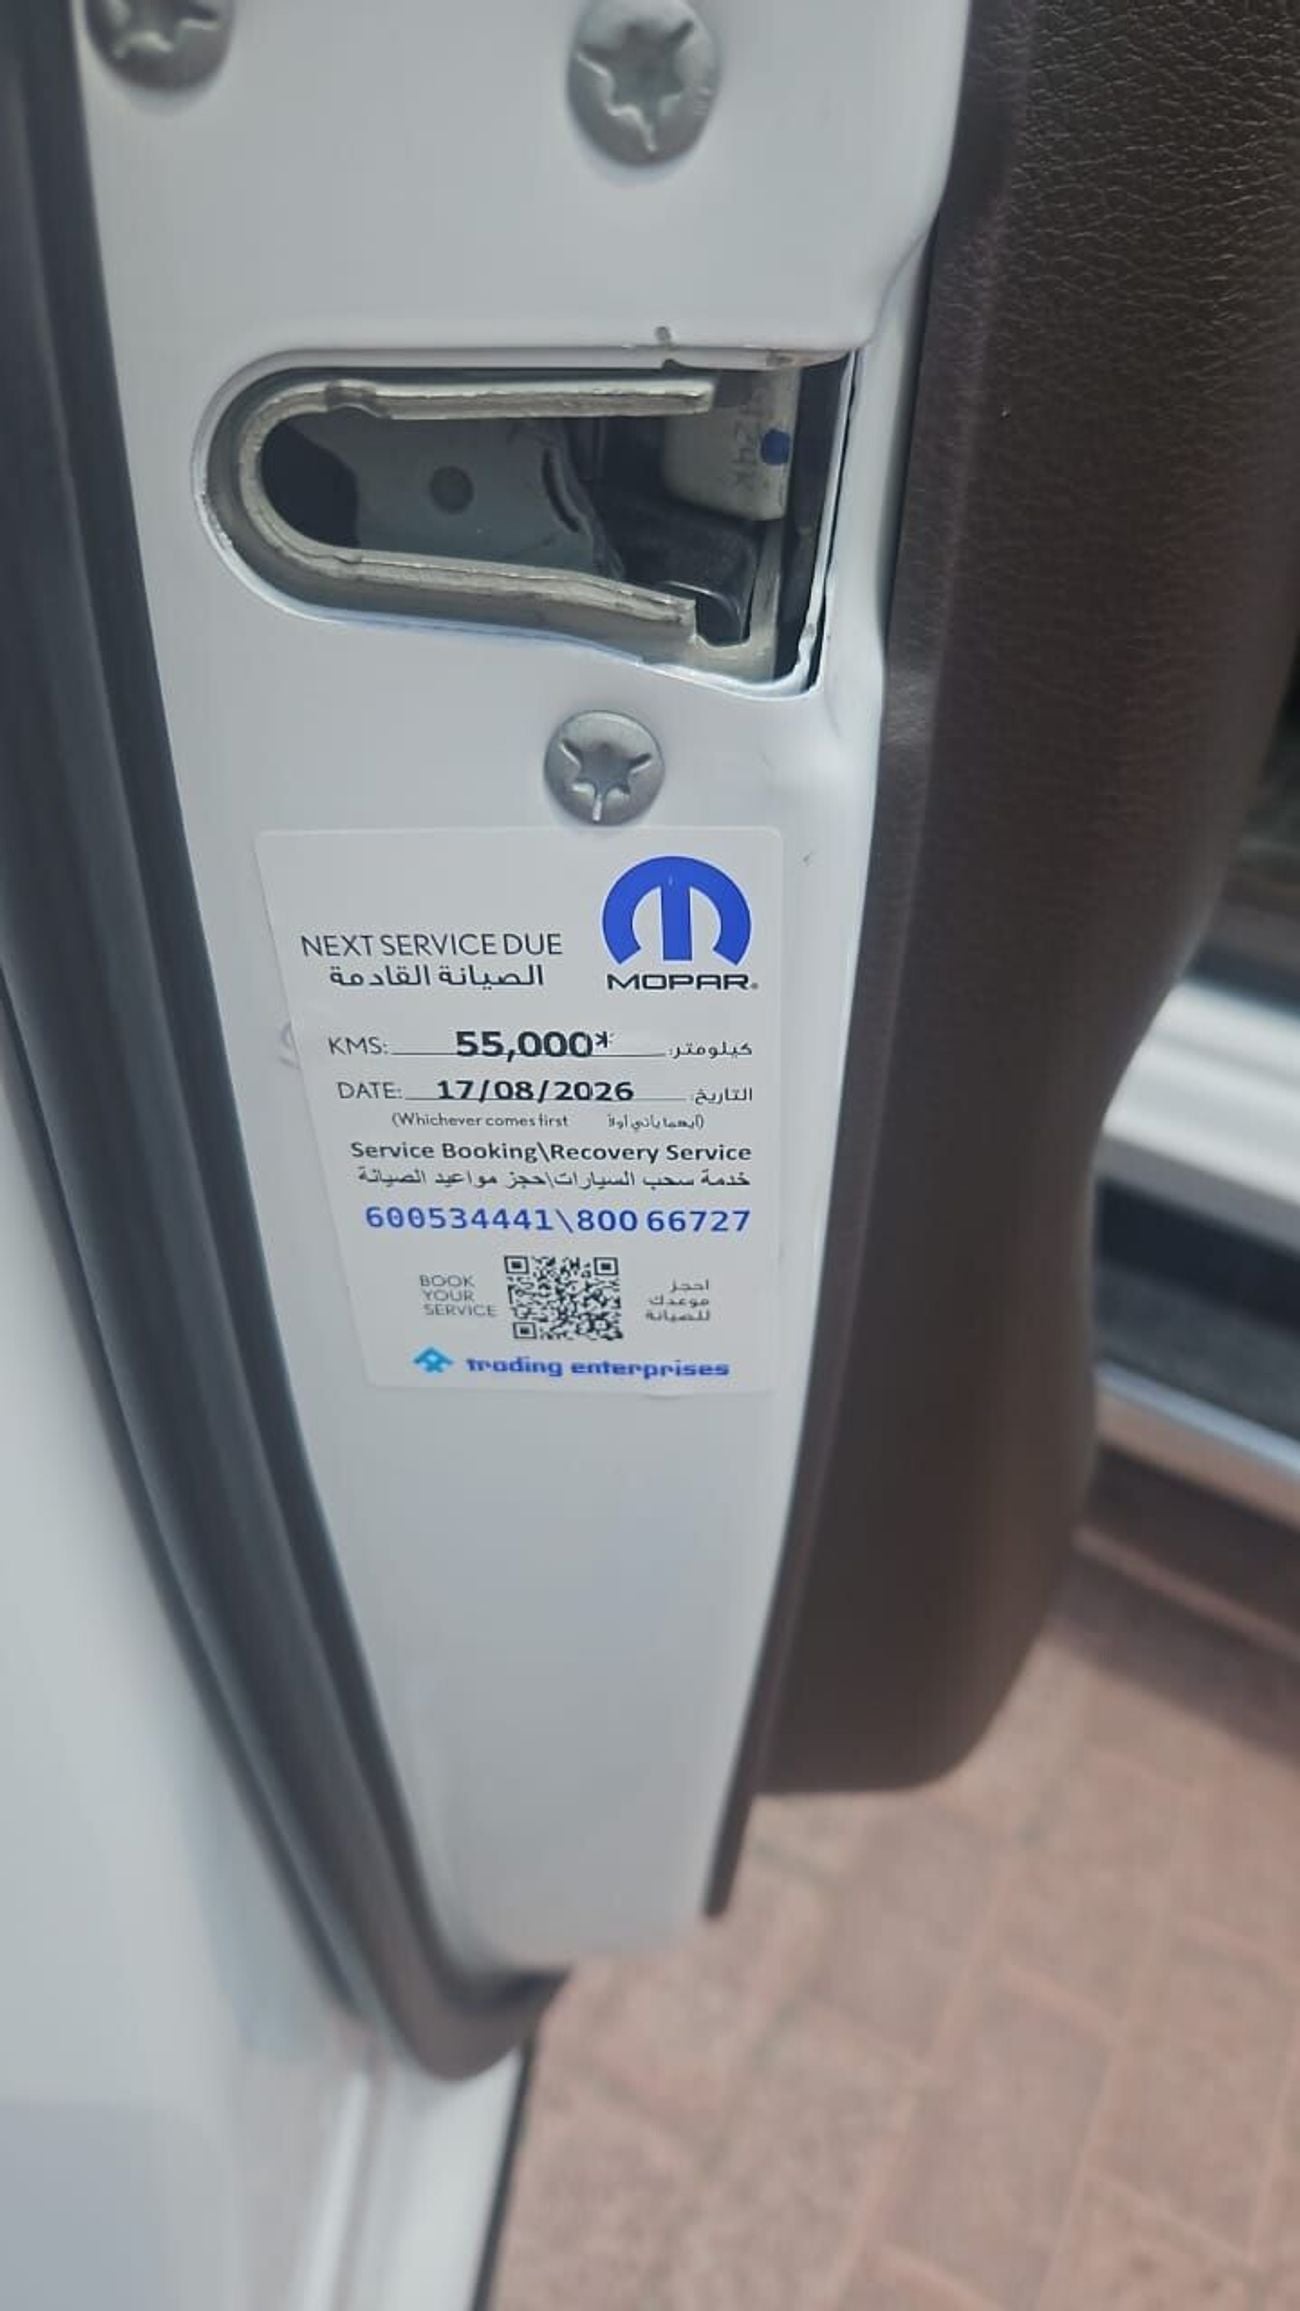 24K
MOPAR®
NEXT SERVICE DUE
الصيانة القادمة
KMS: 55,000* كيلومتر:
DATE: 17/08/2026 التاريخ:
(Whichever comes first أيهما يأتي أولاً)
Service Booking\Recovery Service
خدمة سحب السيارات\حجز مواعيد الصيانة
600534441\800 66727
BOOK YOUR SERVICE
احجز موعدك للصيانة
trading enterprises